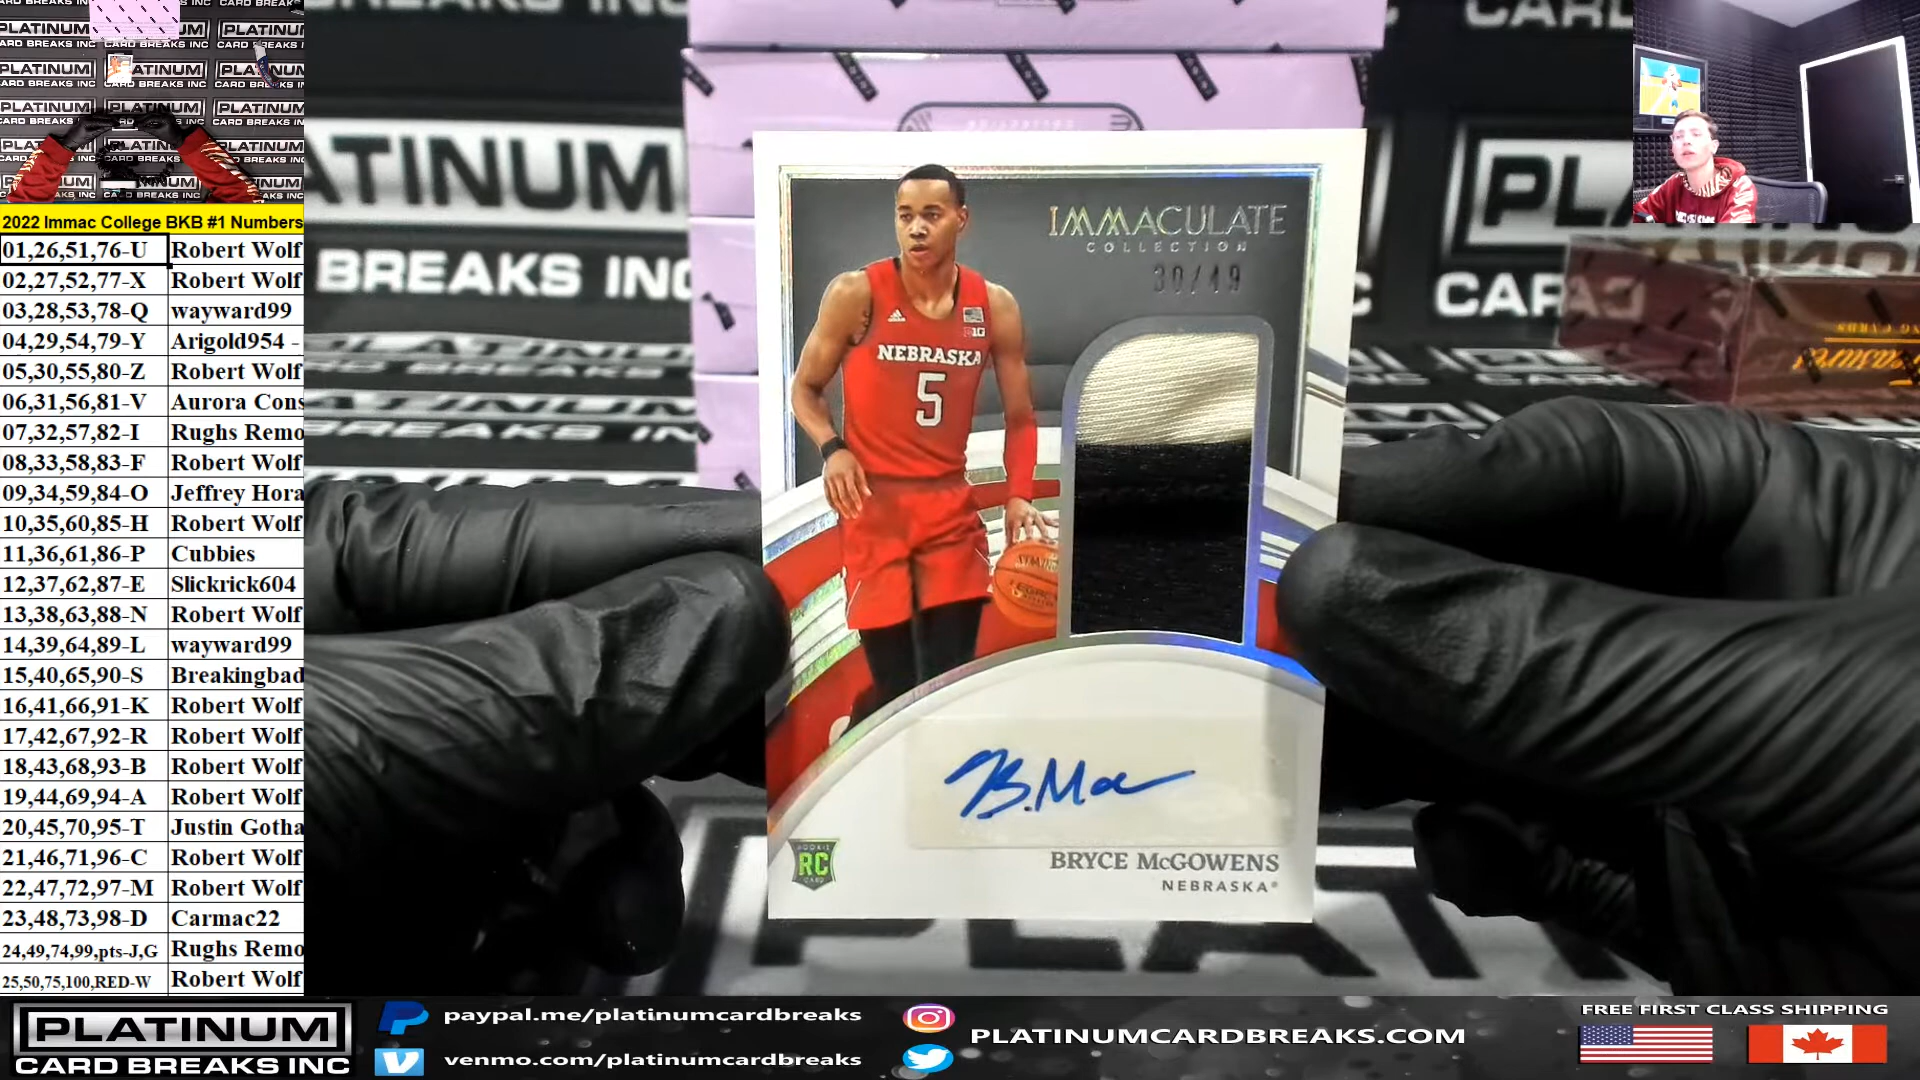 2022 Immac College BKB #1 Numbers
01,26,51,76-U Robert Wolf
02,27,52,77-X Robert Wolf
03,28,53,78-Q wayward99
04,29,54,79-Y Arigold954 -
05,30,55,80-Z Robert Wolf
06,31,56,81-V Aurora Cons
07,32,57,82-I Rughs Remo
08,33,58,83-F Robert Wolf
09,34,59,84-O Jeffrey Hora
10,35,60,85-H Robert Wolf
11,36,61,86-P Cubbies
12,37,62,87-E Slickrick604
13,38,63,88-N Robert Wolf
14,39,64,89-L wayward99
15,40,65,90-S Breakingbad
16,41,66,91-K Robert Wolf
17,42,67,92-R Robert Wolf
18,43,68,93-B Robert Wolf
19,44,69,94-A Robert Wolf
20,45,70,95-T Justin Gotha
21,46,71,96-C Robert Wolf
22,47,72,97-M Robert Wolf
23,48,73,98-D Carmac22
24,49,74,99,pts-J,G Rughs Remo
25,50,75,100,RED-W Robert Wolf
PLATINUM
BREAKS INC
IMMACULATE
COLLECTION
30/49
B1G
NEBRASKA
5
B.Mc
ROOKIE
RC
CARD
BRYCE McGOWENS
NEBRASKA®
PLATINUM
CARD BREAKS INC
paypal.me/platinumcardbreaks
venmo.com/platinumcardbreaks
PLATINUMCARDBREAKS.COM
FREE FIRST CLASS SHIPPING